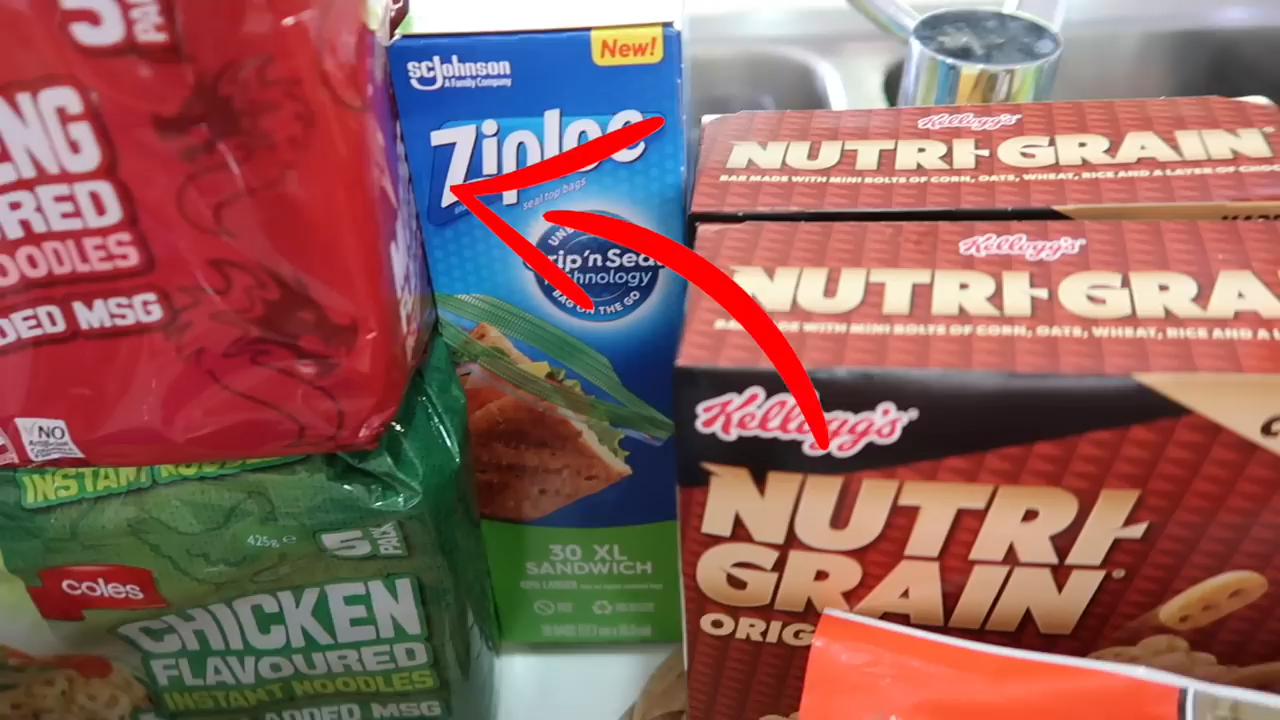 5 PACK
ENG
RED
OODLES
DED MSG
NO
INSTANT
425g e
5 PACK
coles
CHICKEN
FLAVOURED
INSTANT NOODLES
ADDED MSG
New!
SC Johnson
A Family Company
Ziploc
seal top bags
rip'n Seal
hnology
BAG ON THE GO
30 XL
SANDWICH
Kellogg's
NUTRI-GRAIN
BAR MADE WITH MINI BOLTS OF CORN, OATS, WHEAT, RICE AND A LAYER OF CHOC
Kellogg's
NUTRI-GRA
BAR MADE WITH MINI BOLTS OF CORN, OATS, WHEAT, RICE AND A
Kellogg's
NUTRI-
GRAIN
ORIG